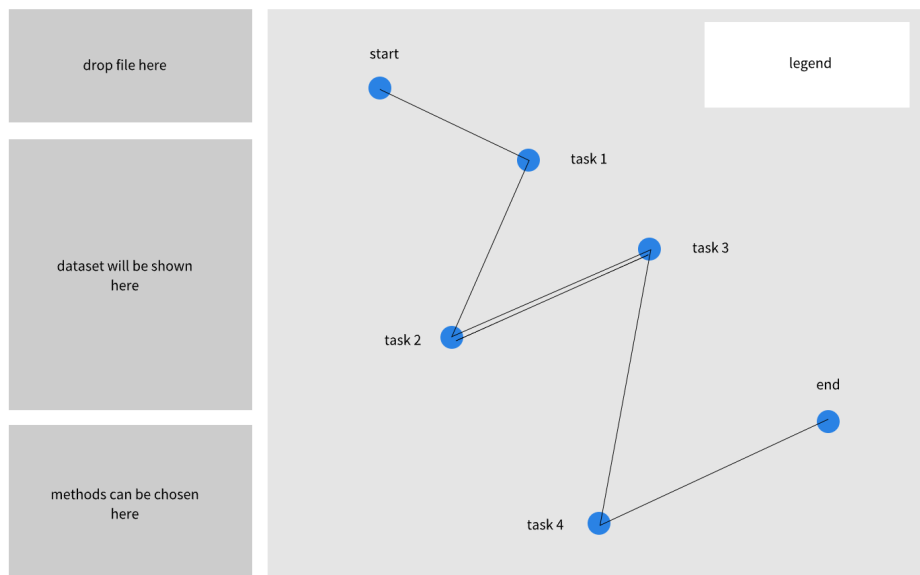 drop file here
dataset will be shown
here
methods can be chosen
here
start
legend
task 1
task 3
task 2
end
task 4